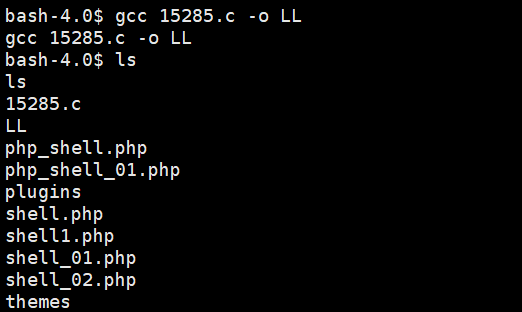 bash-4.0$ gcc 15285.c -o LL
gcc 15285.c -o LL
bash-4.0$ ls
ls
15285.c
LL
php_shell.php
php_shell_01.php
plugins
shell.php
shell1.php
shell_01.php
shell_02.php
themes